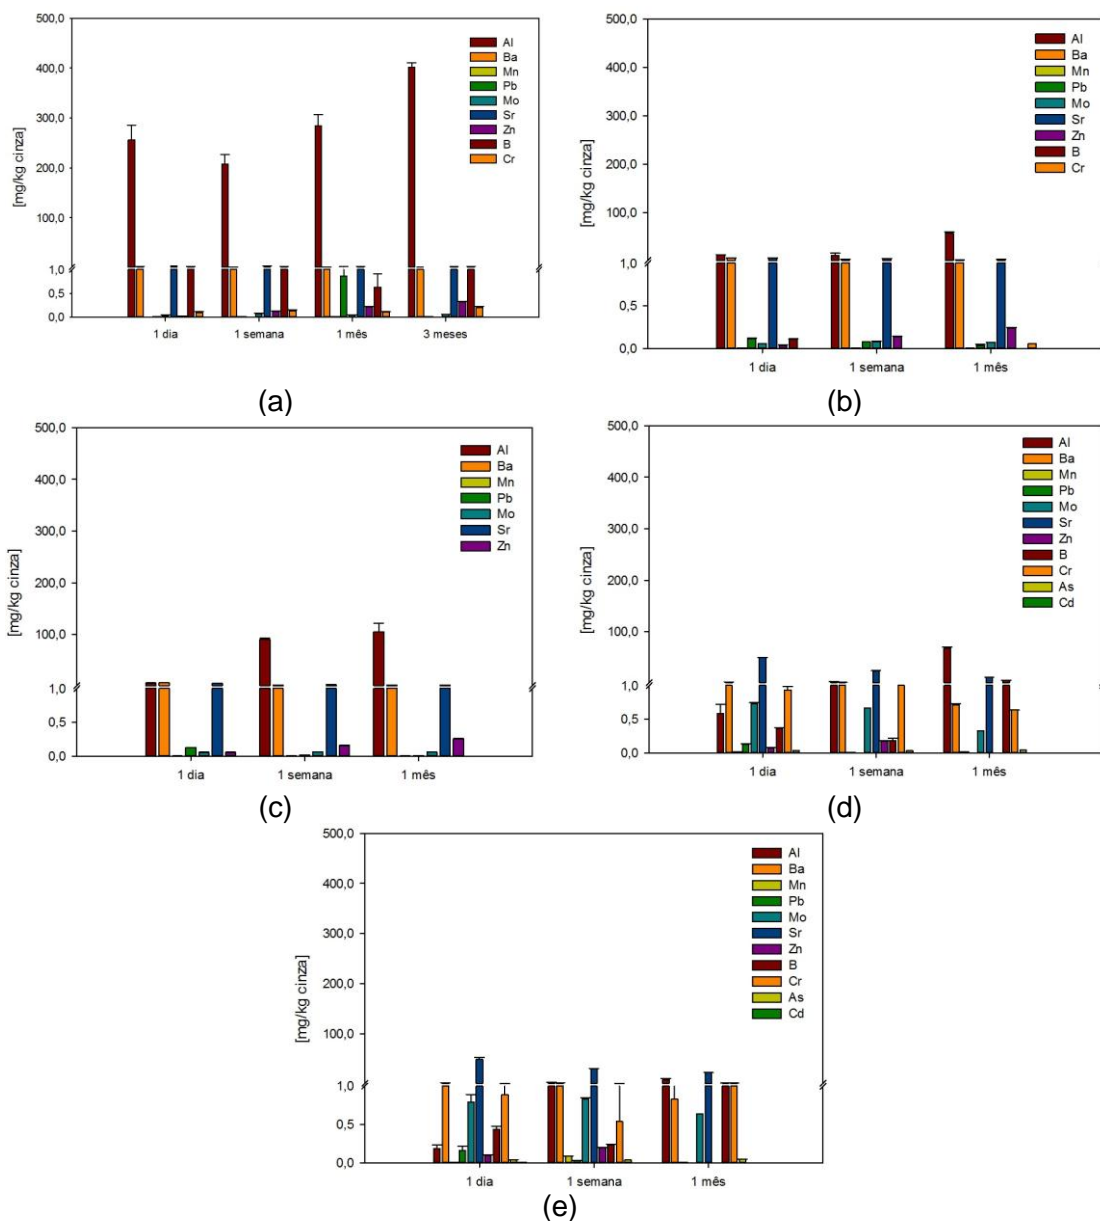 500,0
400,0
300,0
200,0
100,0
1,0
0,5
0,0
[mg/kg cinza]
Al
Ba
Mn
Pb
Mo
Sr
Zn
B
Cr
1 dia 1 semana 1 mês 3 meses
(a)
500,0
400,0
300,0
200,0
100,0
1,0
0,5
0,0
[mg/kg cinza]
Al
Ba
Mn
Pb
Mo
Sr
Zn
B
Cr
1 dia 1 semana 1 mês
(b)
500,0
400,0
300,0
200,0
100,0
1,0
0,5
0,0
[mg/kg cinza]
Al
Ba
Mn
Pb
Mo
Sr
Zn
1 dia 1 semana 1 mês
(c)
500,0
400,0
300,0
200,0
100,0
1,0
0,5
0,0
[mg/kg cinza]
Al
Ba
Mn
Pb
Mo
Sr
Zn
B
Cr
As
Cd
1 dia 1 semana 1 mês
(d)
500,0
400,0
300,0
200,0
100,0
1,0
0,5
0,0
[mg/kg cinza]
Al
Ba
Mn
Pb
Mo
Sr
Zn
B
Cr
As
Cd
1 dia 1 semana 1 mês
(e)